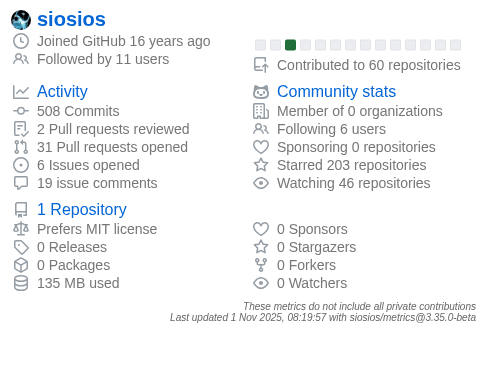 siosios
Joined GitHub 16 years ago
Followed by 11 users
Contributed to 60 repositories
Activity
508 Commits
2 Pull requests reviewed
31 Pull requests opened
6 Issues opened
19 issue comments
Community stats
Member of 0 organizations
Following 6 users
Sponsoring 0 repositories
Starred 203 repositories
Watching 46 repositories
1 Repository
Prefers MIT license
0 Releases
0 Packages
135 MB used
0 Sponsors
0 Stargazers
0 Forkers
0 Watchers
These metrics do not include all private contributions
Last updated 1 Nov 2025, 08:19:57 with siosios/metrics@3.35.0-beta